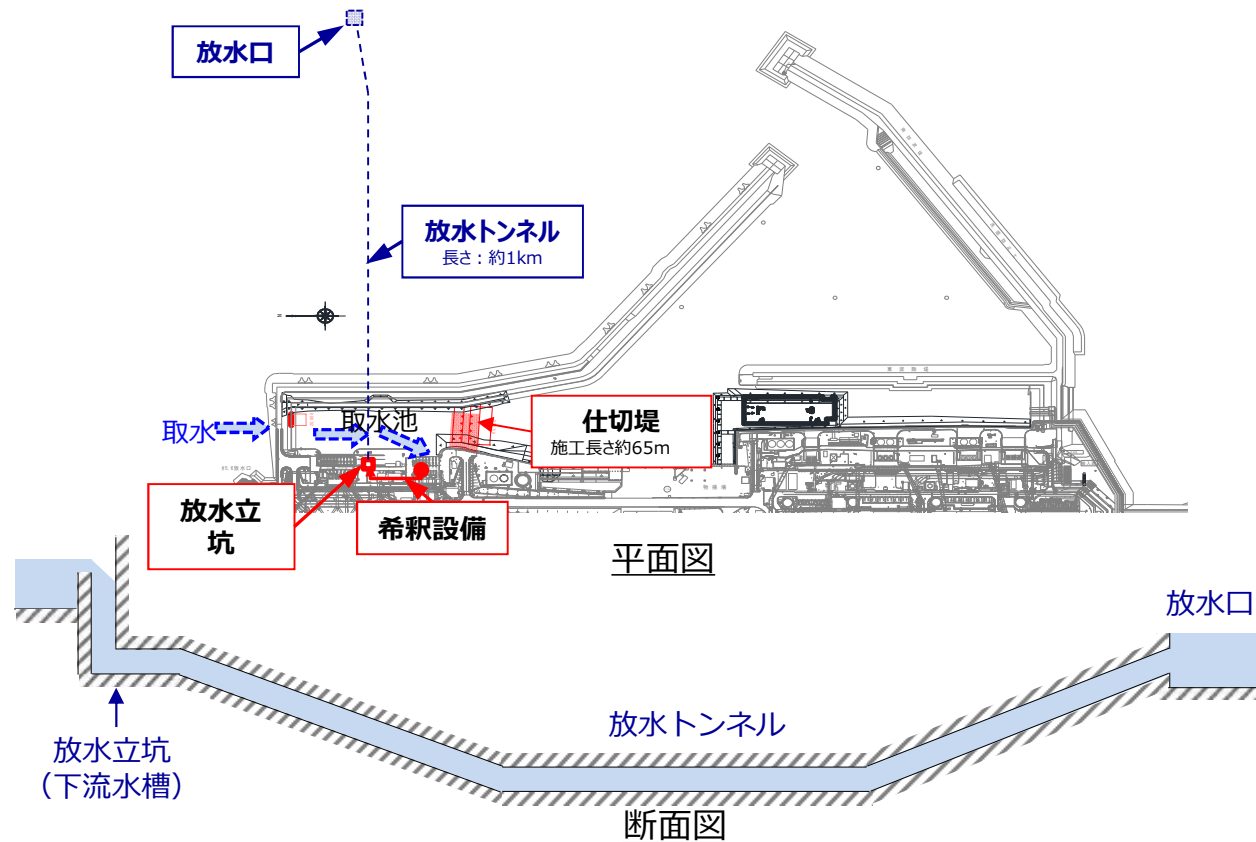 放水口
放水トンネル
長さ：約1km
N
取水
取水池
仕切堤
施工長さ約65m
放水立
坑
希釈設備
平面図
放水口
放水トンネル
放水立坑
（下流水槽）
断面図